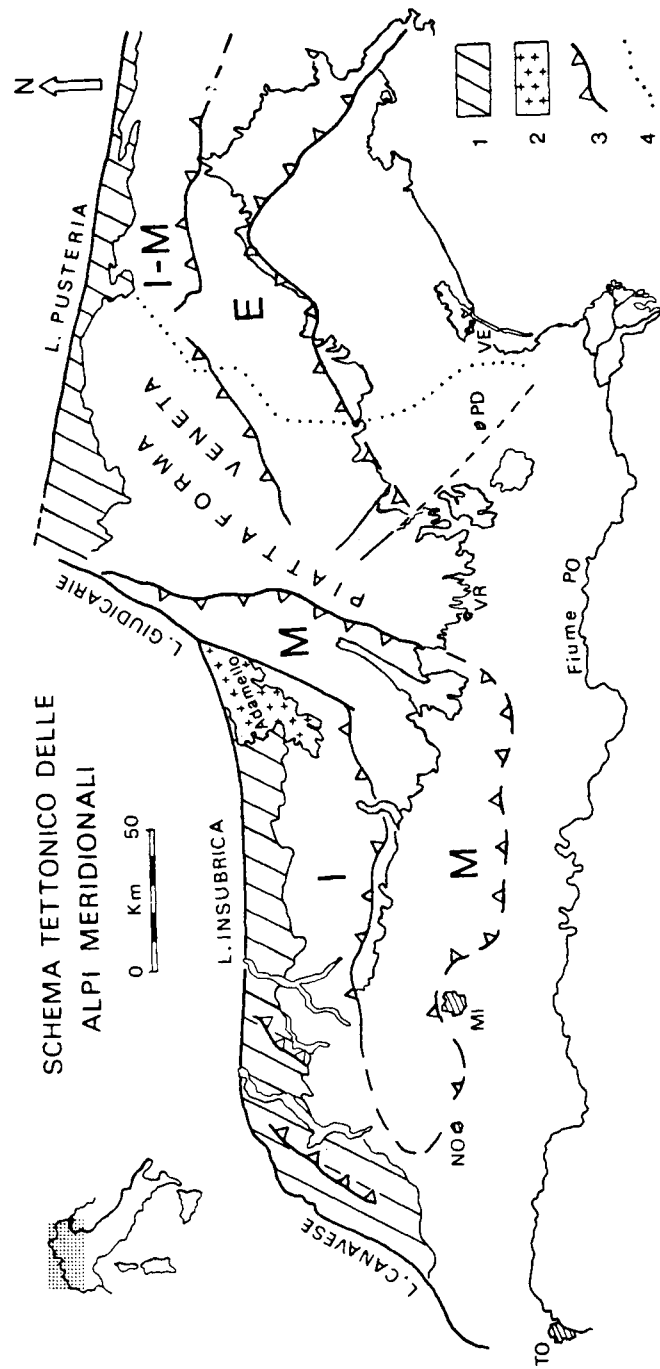 SCHEMA TETTONICO DELLE
ALPI MERIDIONALI
0 Km 50
N
L. PUSTERIA
L. INSUBRICA
L. GIUDICARIE
L. CANAVESE
Adamello
PIATTAFORMA
VENETA
I-M
E
M
I
M
TO
NO
MI
VR
PD
VE
Fiume PO
1
2
3
4